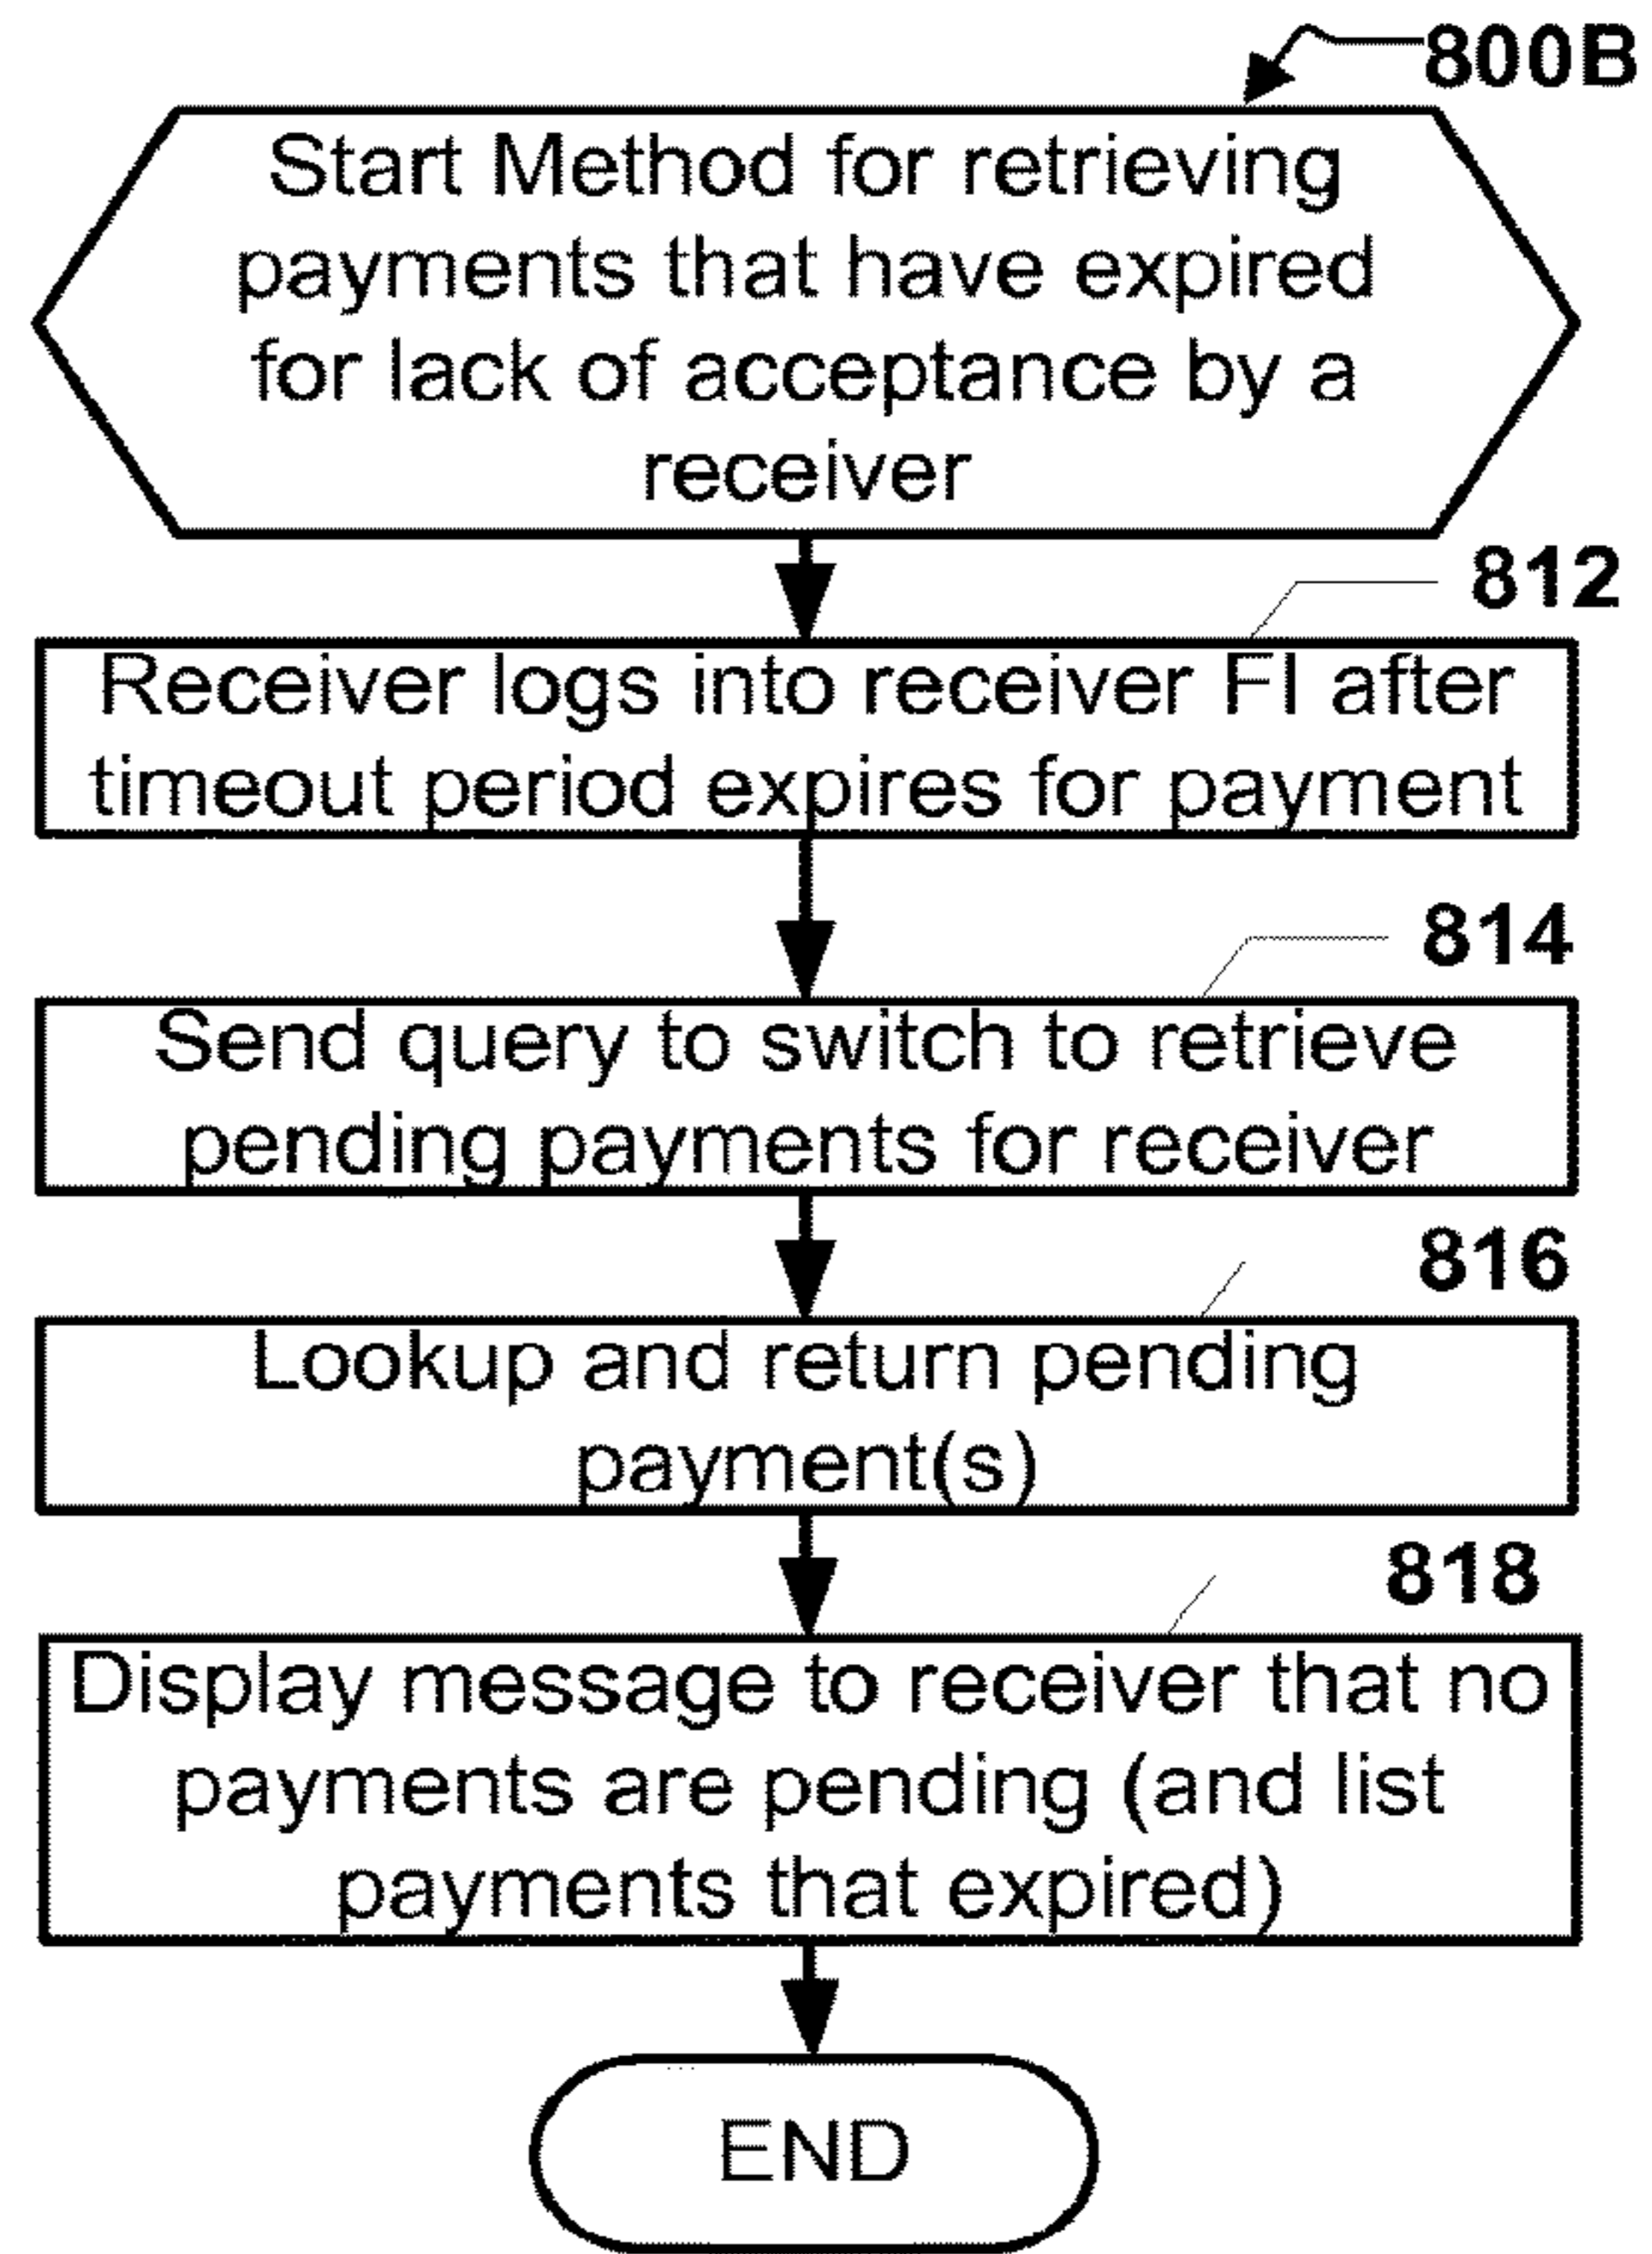 800B
Start Method for retrieving
payments that have expired
for lack of acceptance by a
receiver
812
Receiver logs into receiver FI after
timeout period expires for payment
814
Send query to switch to retrieve
pending payments for receiver
816
Lookup and return pending
payment(s)
818
Display message to receiver that no
payments are pending (and list
payments that expired)
END